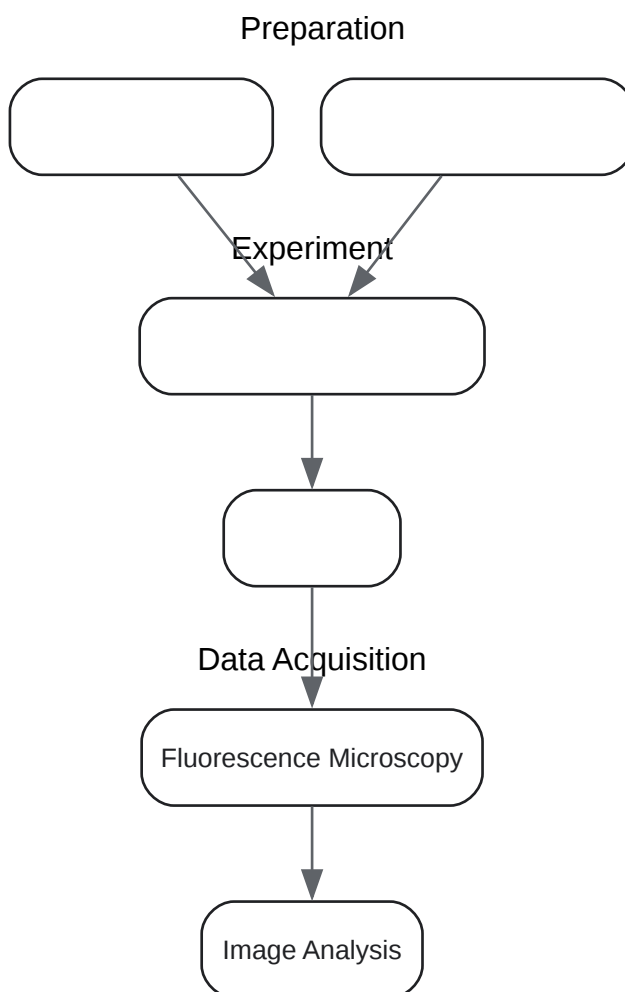 Preparation
Experiment
Data Acquisition
Fluorescence Microscopy
Image Analysis